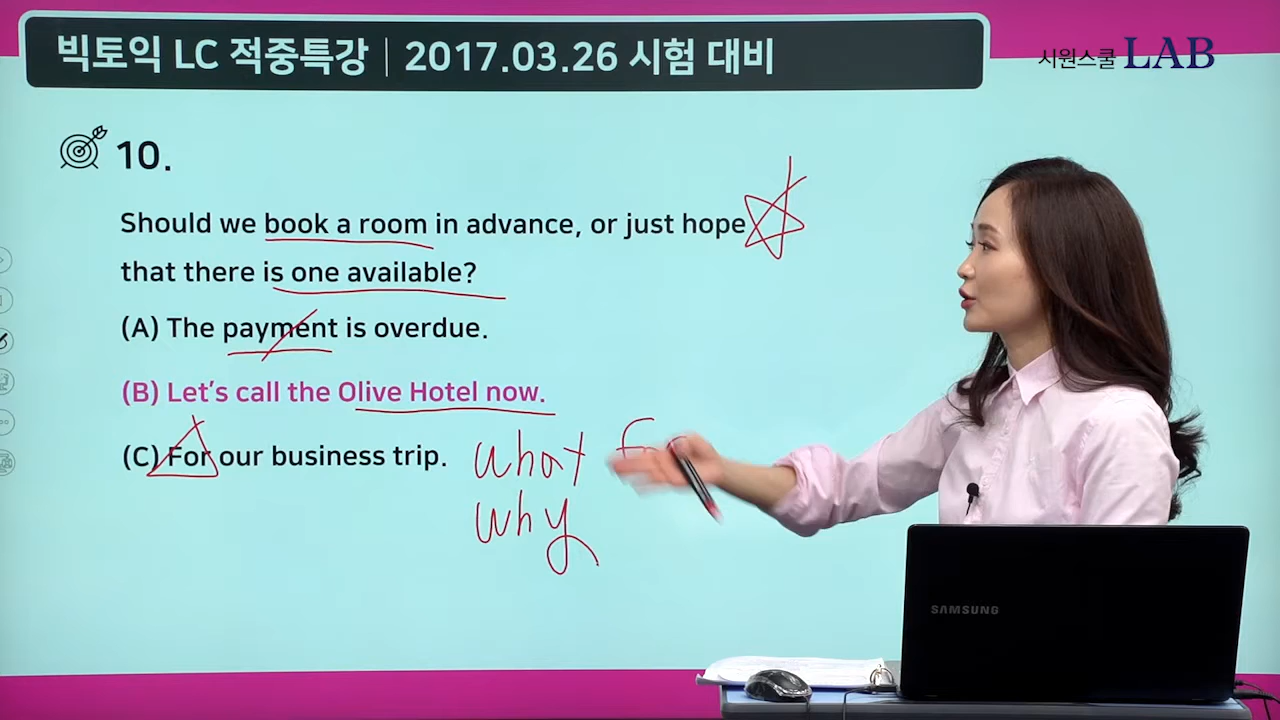 빅토익 LC 적중특강 | 2017.03.26 시험 대비
시원스쿨 LAB
10.
Should we book a room in advance, or just hope
that there is one available?
(A) The payment is overdue.
(B) Let's call the Olive Hotel now.
(C) For our business trip.
what
why
SAMSUNG